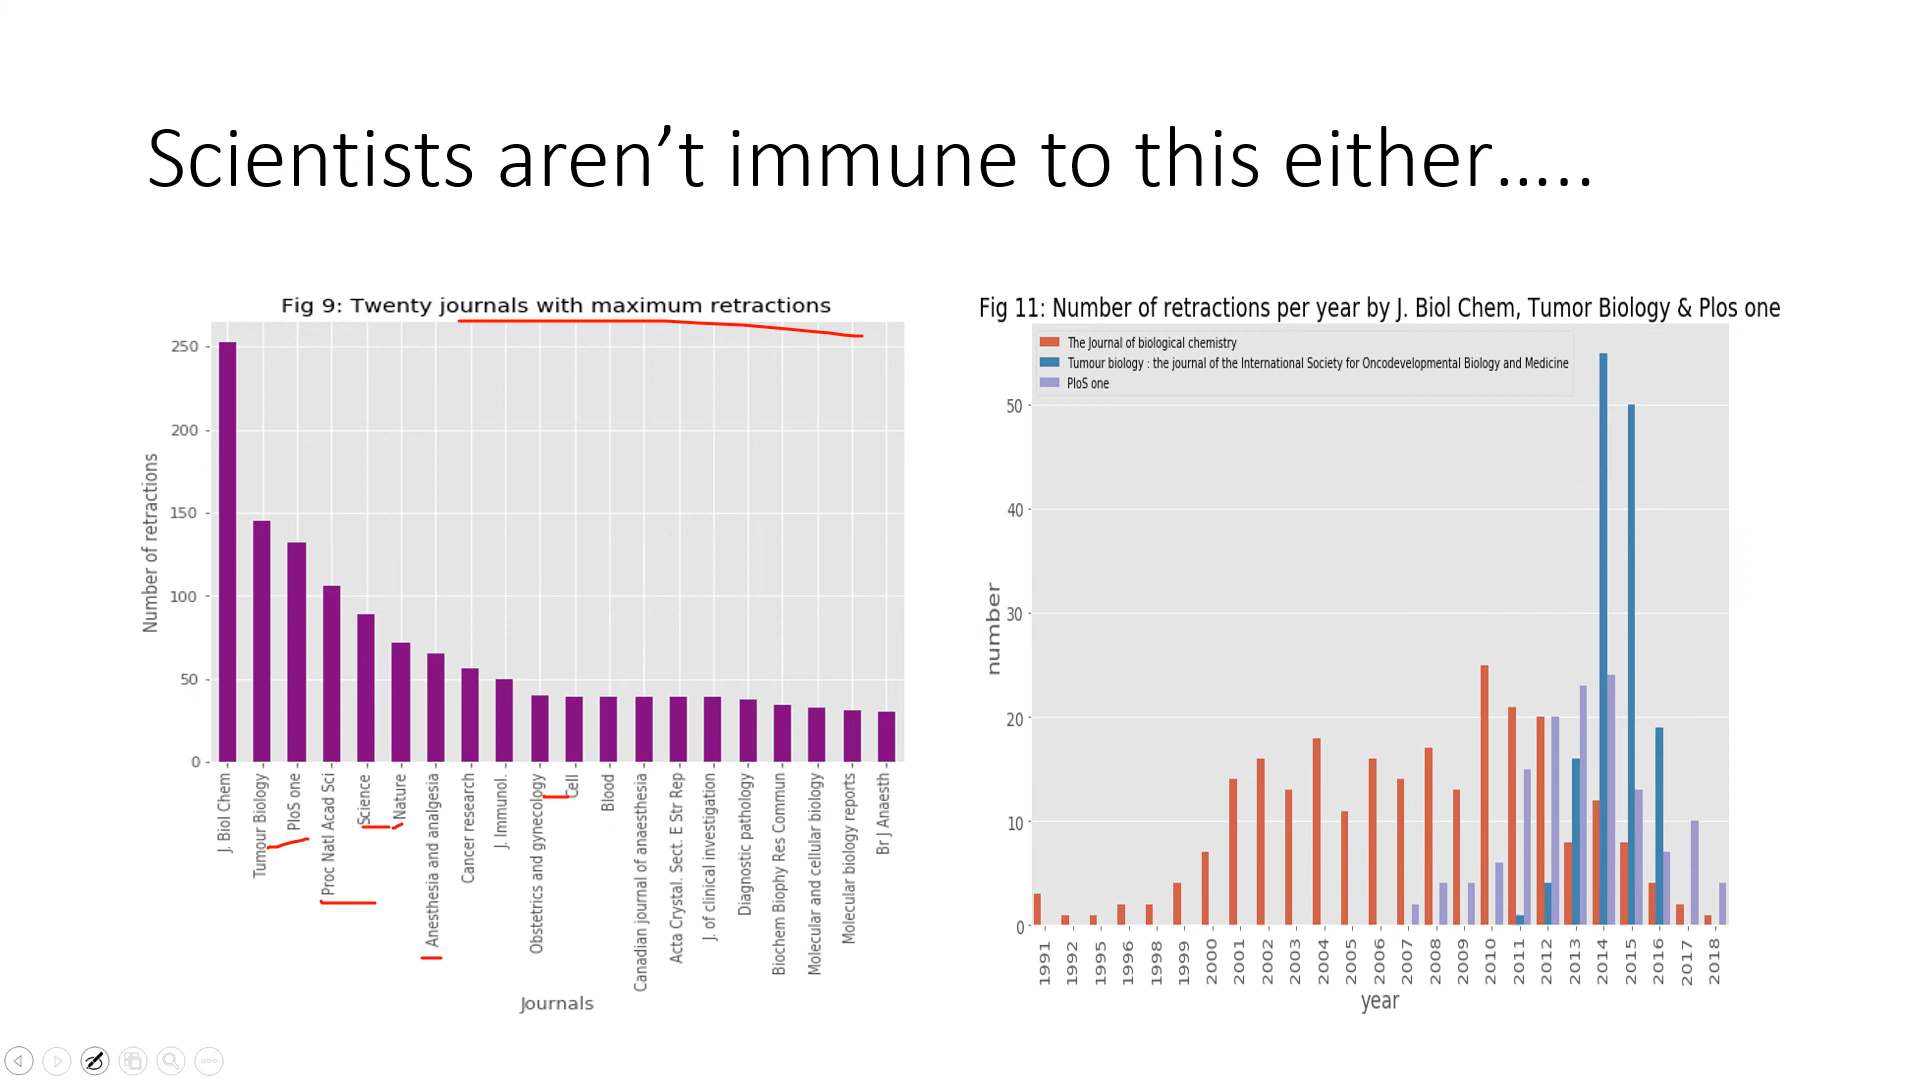 Scientists aren’t immune to this either…..
Fig 9: Twenty journals with maximum retractions
Number of retractions
250
200
150
100
50
0
J. Biol Chem
Tumour Biology
PloS one
Proc Natl Acad Sci
Science
Nature
Anesthesia and analgesia
Cancer research
J. Immunol.
Obstetrics and gynecology
Cell
Blood
Canadian journal of anaesthesia
Acta Crystal. Sect. E Str Rep
J. of clinical investigation
Diagnostic pathology
Biochem Biophy Res Commun
Molecular and cellular biology
Molecular biology reports
Br J Anaesth
Journals
Fig 11: Number of retractions per year by J. Biol Chem, Tumor Biology & Plos one
The Journal of biological chemistry
Tumour biology : the journal of the International Society for Oncodevelopmental Biology and Medicine
PloS one
number
50
40
30
20
10
0
1991
1992
1995
1996
1998
1999
2000
2001
2002
2003
2004
2005
2006
2007
2008
2009
2010
2011
2012
2013
2014
2015
2016
2017
2018
year